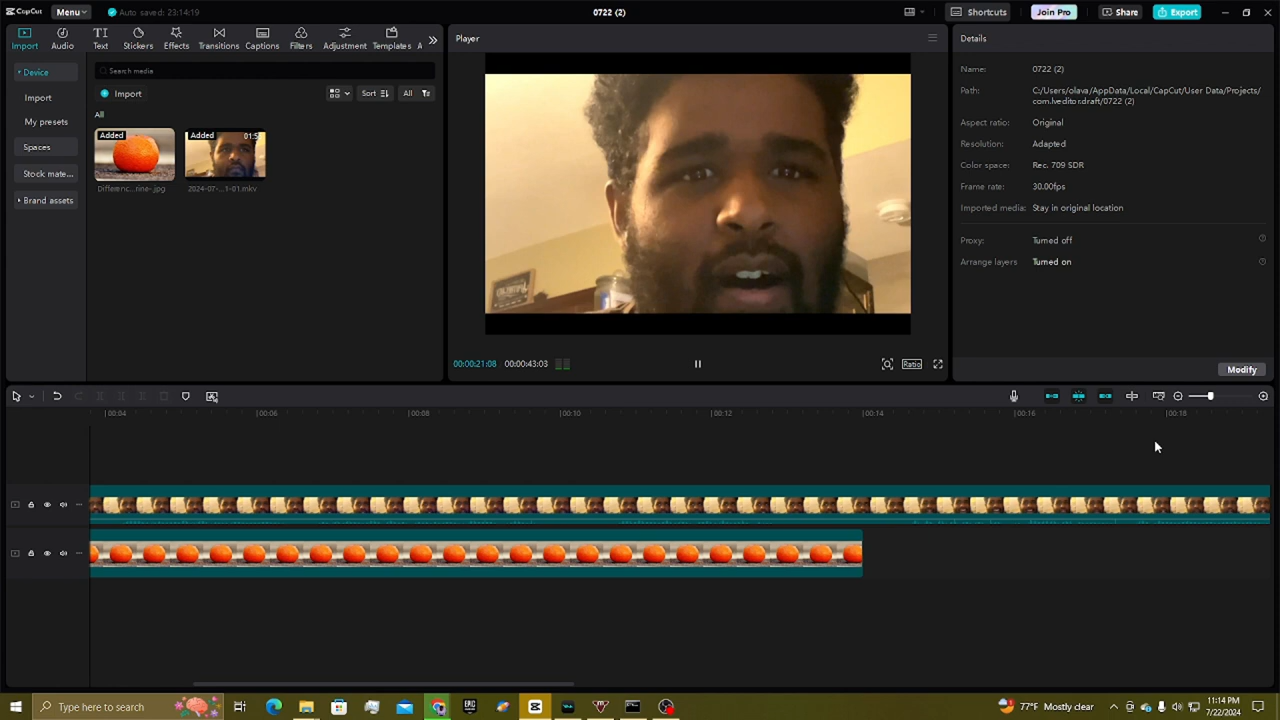 CapCut
Menu
Auto saved: 23:14:19
0722 (2)
Shortcuts
Join Pro
Share
Export
Import
Audio
Text
Stickers
Effects
Transitions
Captions
Filters
Adjustment
Templates
A
Device
Import
My presets
Spaces
Stock mate...
Brand assets
Search media
Import
Sort
All
All
Added
Differenc...rine-.jpg
Added
01:5
2024-07-...1-01.mkv
Player
00:00:21:08
00:00:43:03
Ratio
Details
Name: 0722 (2)
Path: C:/Users/olava/AppData/Local/CapCut/User Data/Projects/
com.lveditor.draft/0722 (2)
Aspect ratio: Original
Resolution: Adapted
Color space: Rec. 709 SDR
Frame rate: 30.00fps
Imported media: Stay in original location
Proxy: Turned off
Arrange layers Turned on
Modify
00:04
00:06
00:08
00:10
00:12
00:14
00:16
00:18
Type here to search
EPIC
77°F Mostly clear
11:14 PM
7/22/2024